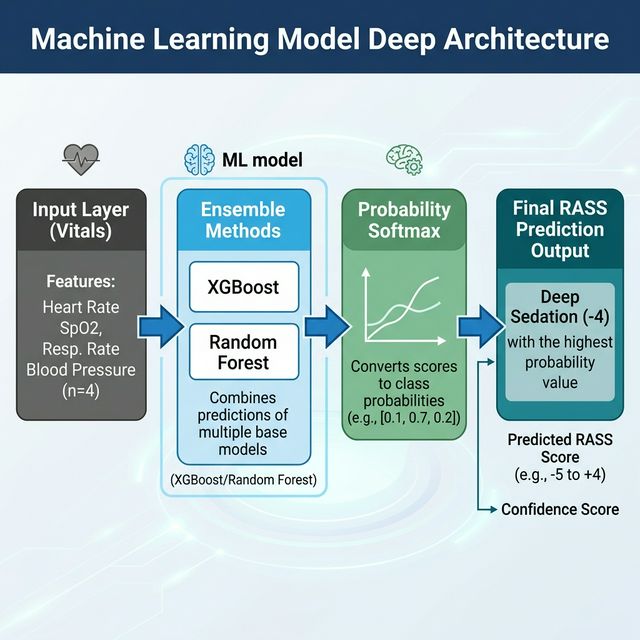 Machine Learning Model Deep Architecture
ML model
Input Layer
(Vitals)
Features:
Heart Rate
SpO2,
Resp. Rate
Blood Pressure
(n=4)
Ensemble
Methods
XGBoost
Random
Forest
Combines
predictions of
multiple base
models
(XGBoost/Random Forest)
Probability
Softmax
Converts scores
to class
probabilities
(e.g., [0.1, 0.7, 0.2])
Final RASS
Prediction
Output
Deep
Sedation (-4)
with the highest
probability
value
Predicted RASS
Score
(e.g., -5 to +4)
Confidence Score